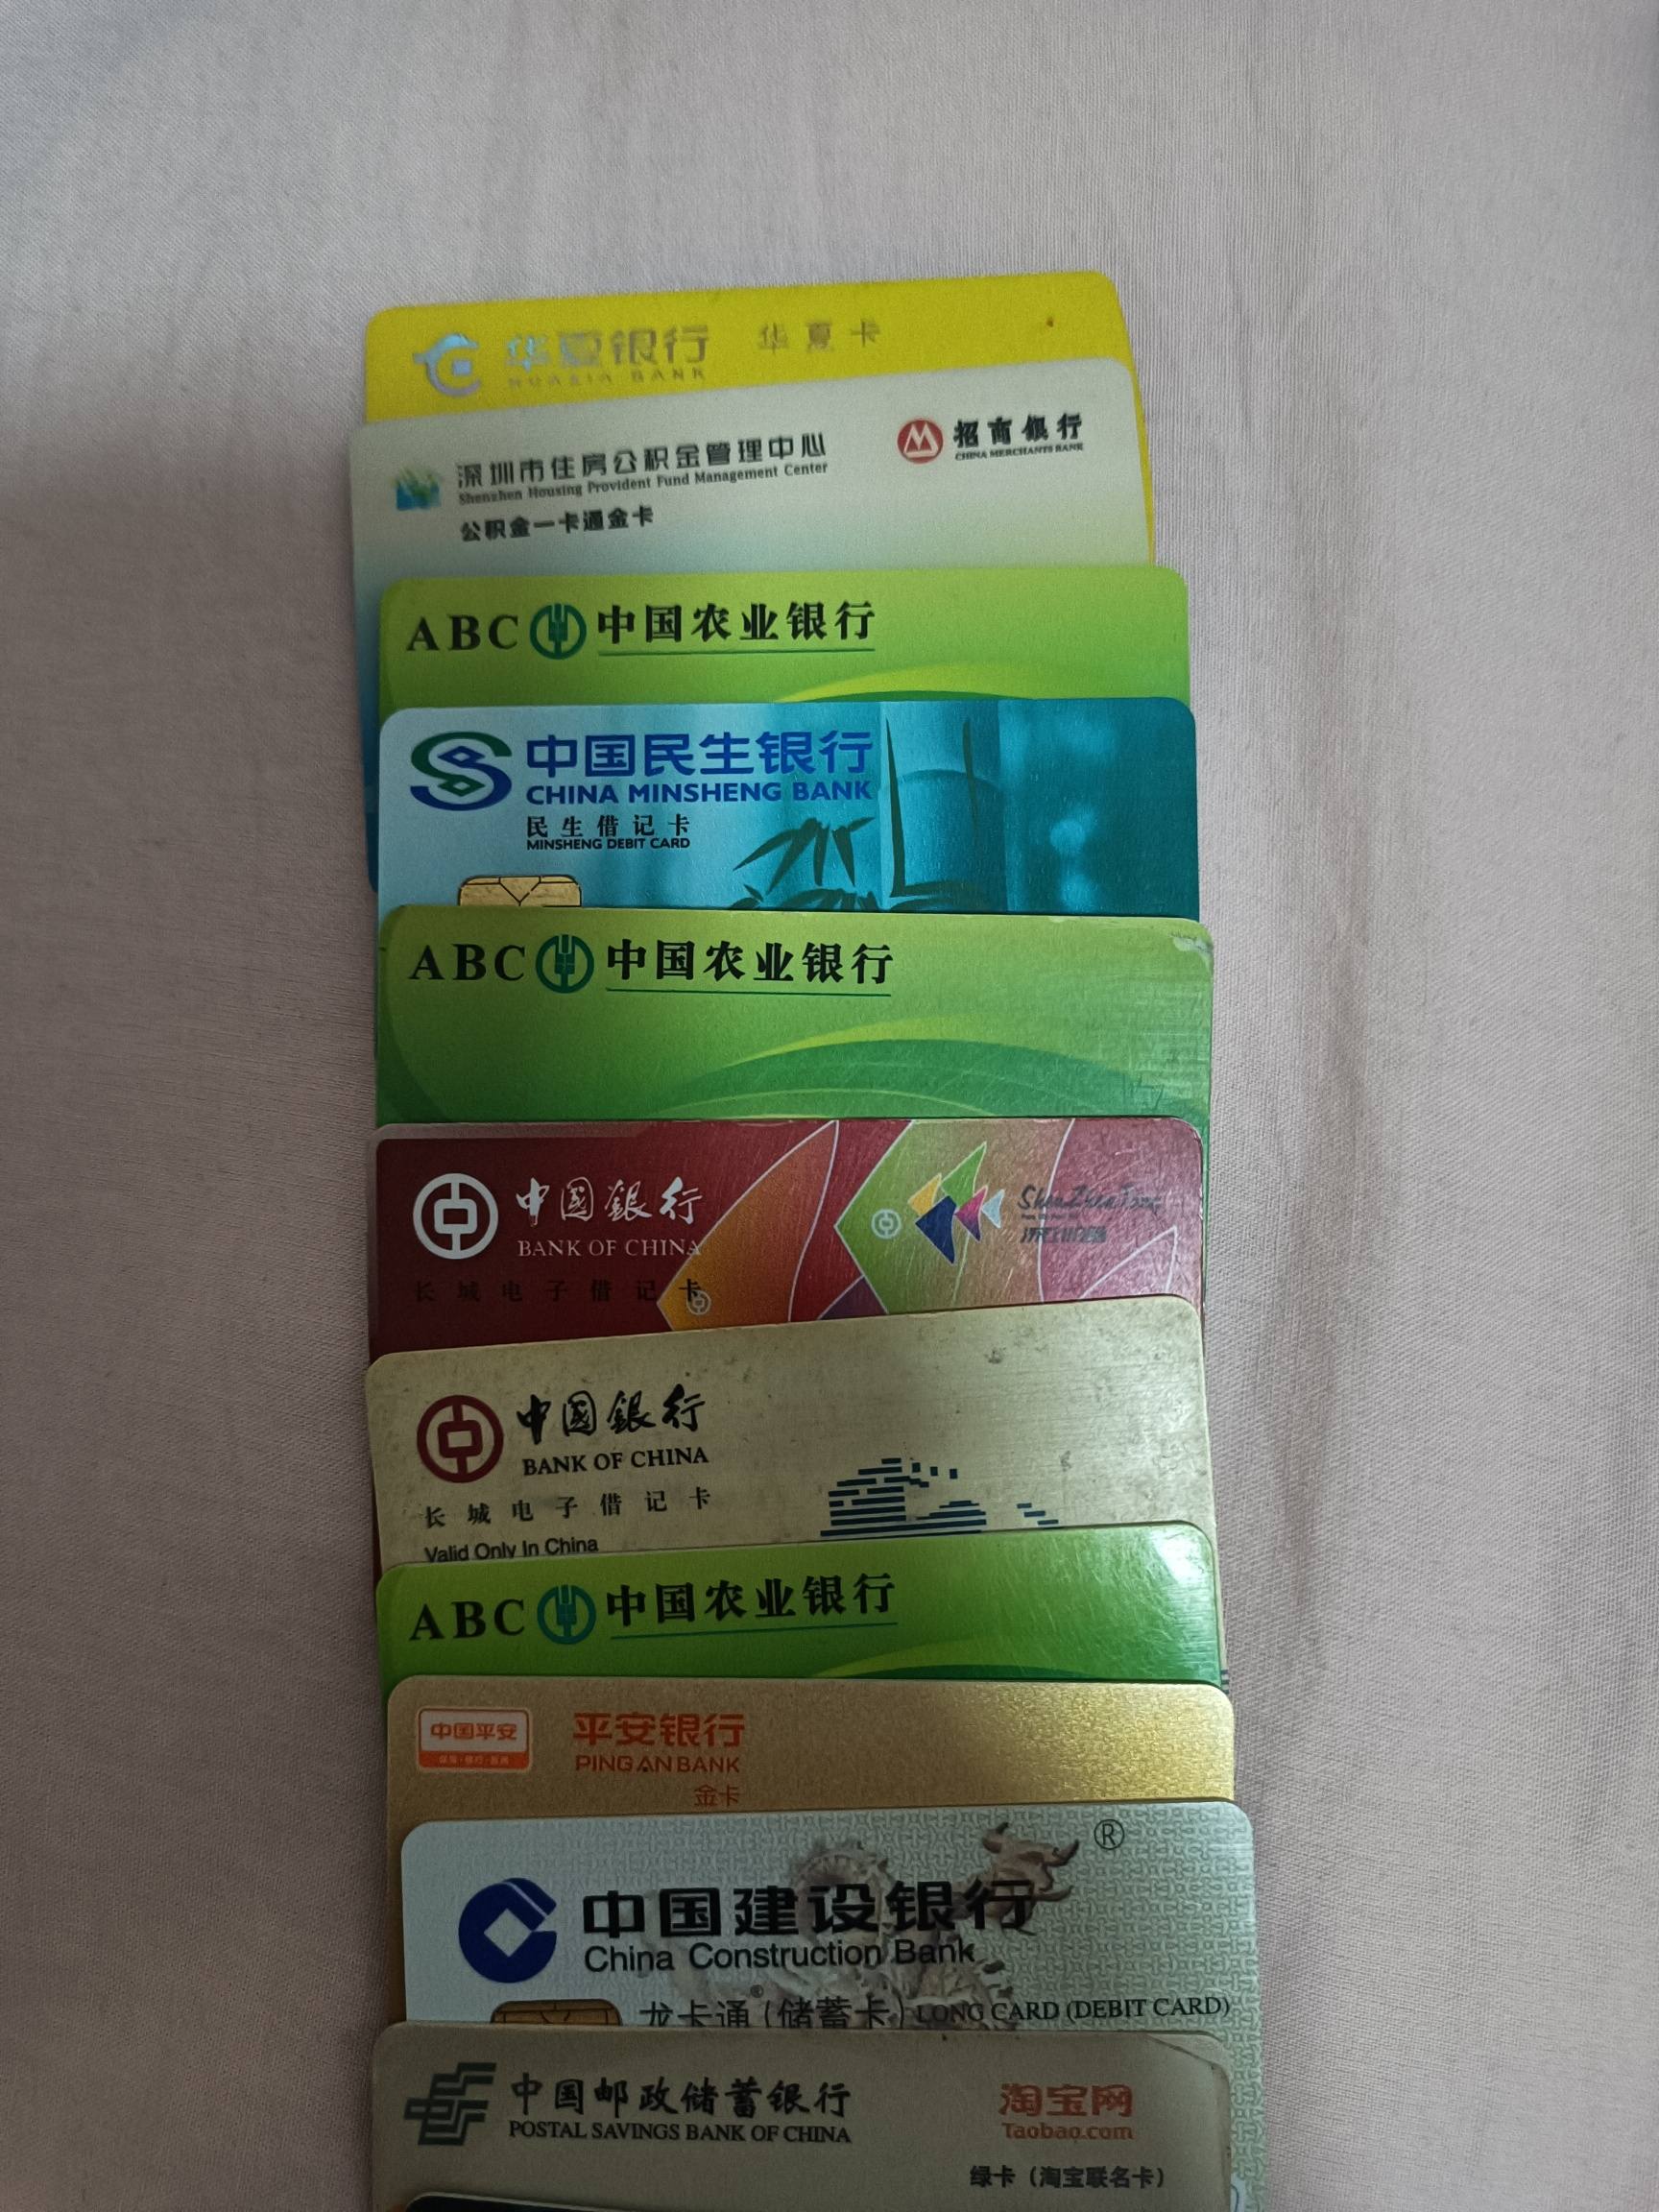 华夏银行 华夏卡
HUAXIA BANK
深圳市住房公积金管理中心
Shenzhen Housing Provident Fund Management Center
公积金一卡通金卡
招商银行
CHINA MERCHANTS BANK
ABC 中国农业银行
中国民生银行
CHINA MINSHENG BANK
民生借记卡
MINSHENG DEBIT CARD
ABC 中国农业银行
中国銀行
BANK OF CHINA
长城电子借记卡
ShenZhenTong
中国銀行
BANK OF CHINA
长城电子借记卡
Valid Only In China
ABC 中国农业银行
中国平安
平安银行
PING AN BANK
金卡
®
中国建设银行
China Construction Bank
龙卡通®(储蓄卡) LONG CARD (DEBIT CARD)
中国邮政储蓄银行
POSTAL SAVINGS BANK OF CHINA
淘宝网
Taobao.com
绿卡（淘宝联名卡）